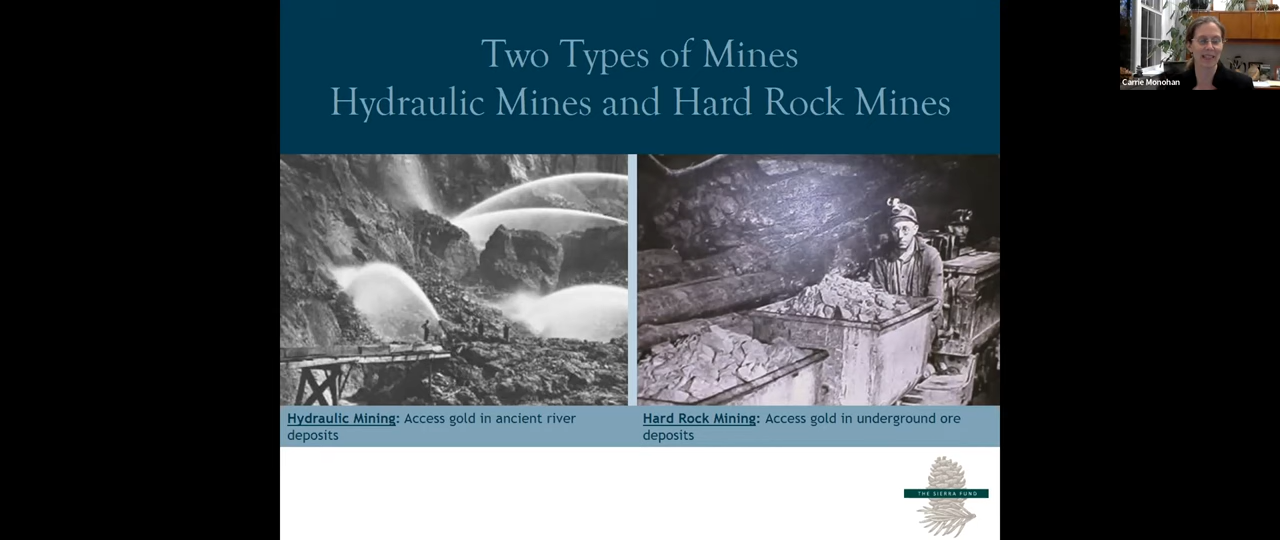 Two Types of Mines
Hydraulic Mines and Hard Rock Mines
Carrie Monohan
Hydraulic Mining: Access gold in ancient river
deposits
Hard Rock Mining: Access gold in underground ore
deposits
THE SIERRA FUND